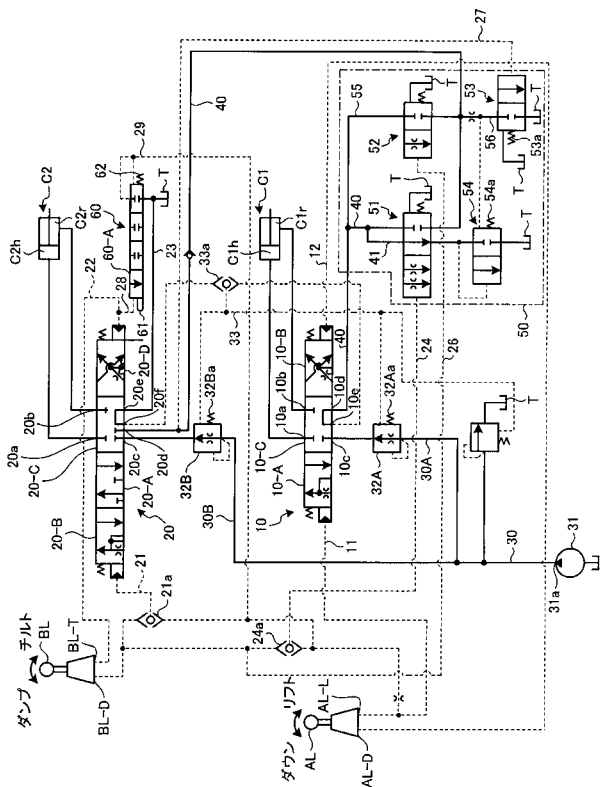 ダンプ
チルト
BL
BL-T
BL-D
ダウン
リフト
AL
AL-L
AL-D
C2
C2h
C2r
22
28
29
62
60
60-A
61
23
T
40
27
20b
20a
20-C
20-B
20-A
20-D
20c
20d
20e
20f
20
21
21a
24a
33a
33
32Ba
32B
30B
C1
C1h
C1r
12
10-B
10b
10a
10-C
10-A
10c
10d
10e
10
11
40
32Aa
32A
30A
24
26
55
52
T
51
T
40
41
53
T
56
53a
T
54
54a
T
50
T
30
31
31a